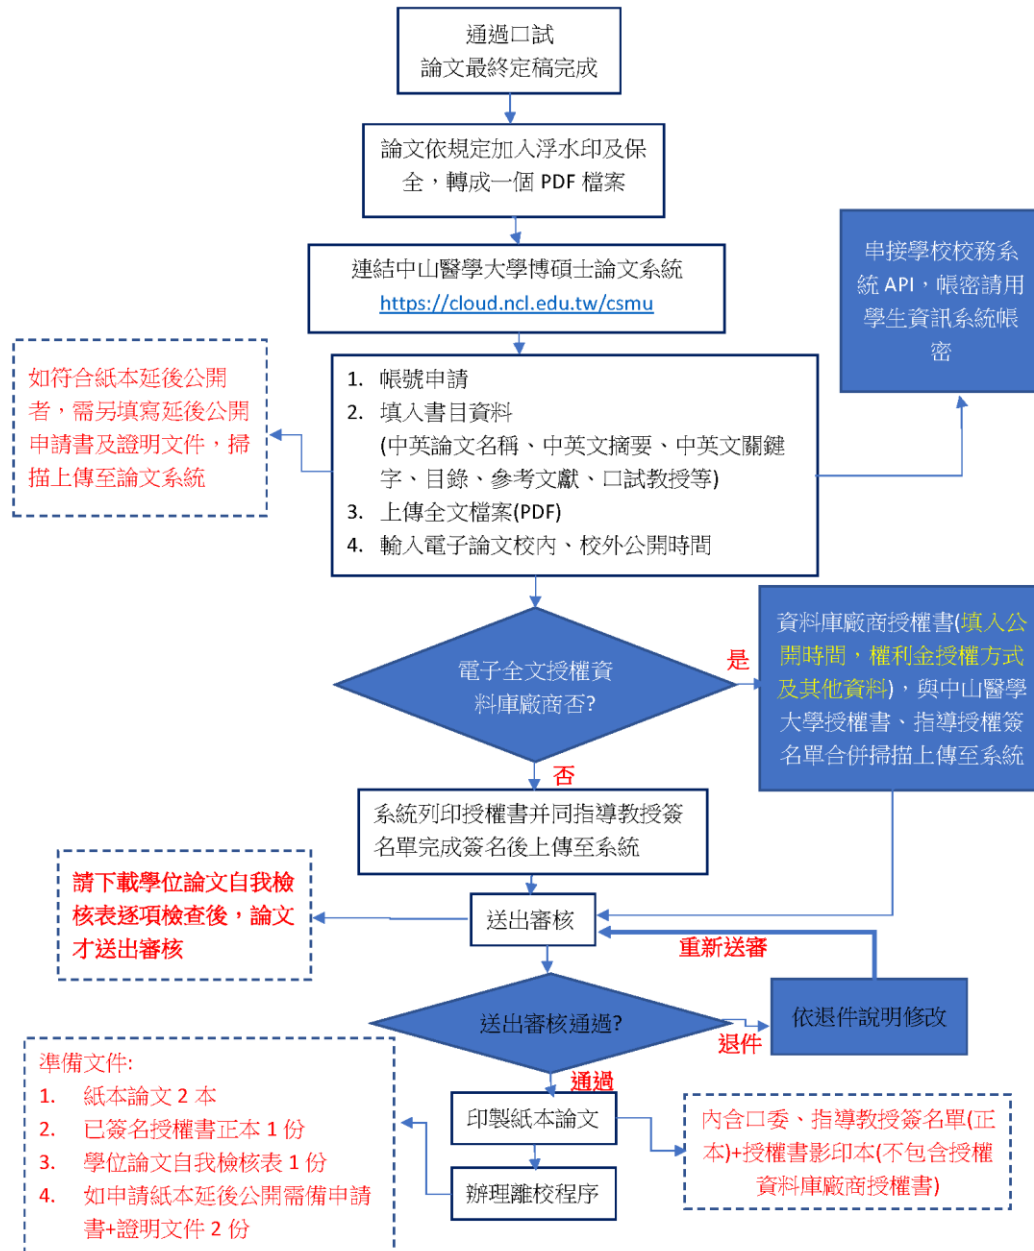 通過口試
論文最終定稿完成
論文依規定加入浮水印及保
全，轉成一個 PDF 檔案
連結中山醫學大學博碩士論文系統
https://cloud.ncl.edu.tw/csmu
串接學校校務系
統 API，帳密請用
學生資訊系統帳
密
如符合紙本延後公開
者，需另填寫延後公開
申請書及證明文件，掃
描上傳至論文系統
1. 帳號申請
2. 填入書目資料
(中英論文名稱、中英文摘要、中英文關鍵
字、目錄、參考文獻、口試教授等)
3. 上傳全文檔案(PDF)
4. 輸入電子論文校內、校外公開時間
電子全文授權資
料庫廠商否?
是
資料庫廠商授權書(填入公
開時間，權利金授權方式
及其他資料)，與中山醫學
大學授權書、指導授權簽
名單合併掃描上傳至系統
否
系統列印授權書并同指導教授簽
名單完成簽名後上傳至系統
請下載學位論文自我檢
核表逐項檢查後，論文
才送出審核
送出審核
重新送審
送出審核通過?
退件
依退件說明修改
通過
準備文件:
1. 紙本論文 2 本
2. 已簽名授權書正本 1 份
3. 學位論文自我檢核表 1 份
4. 如申請紙本延後公開需備申請
書+證明文件 2 份
印製紙本論文
內含口委、指導教授簽名單(正
本)+授權書影印本(不包含授權
資料庫廠商授權書)
辦理離校程序